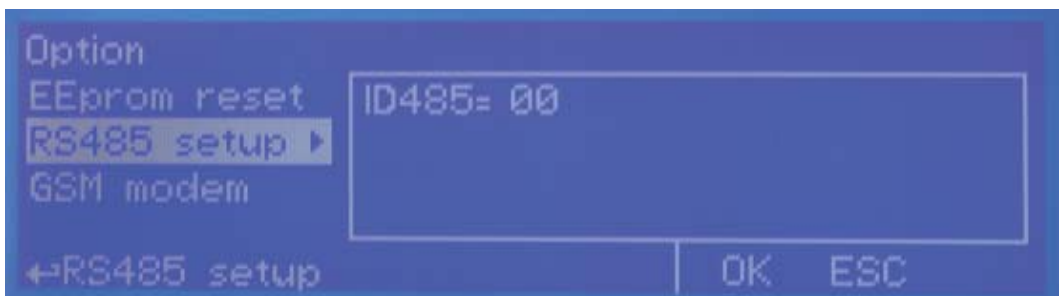 Option
EEprom reset
RS485 setup ▶
GSM modem
ID485= 00
↵RS485 setup
OK ESC